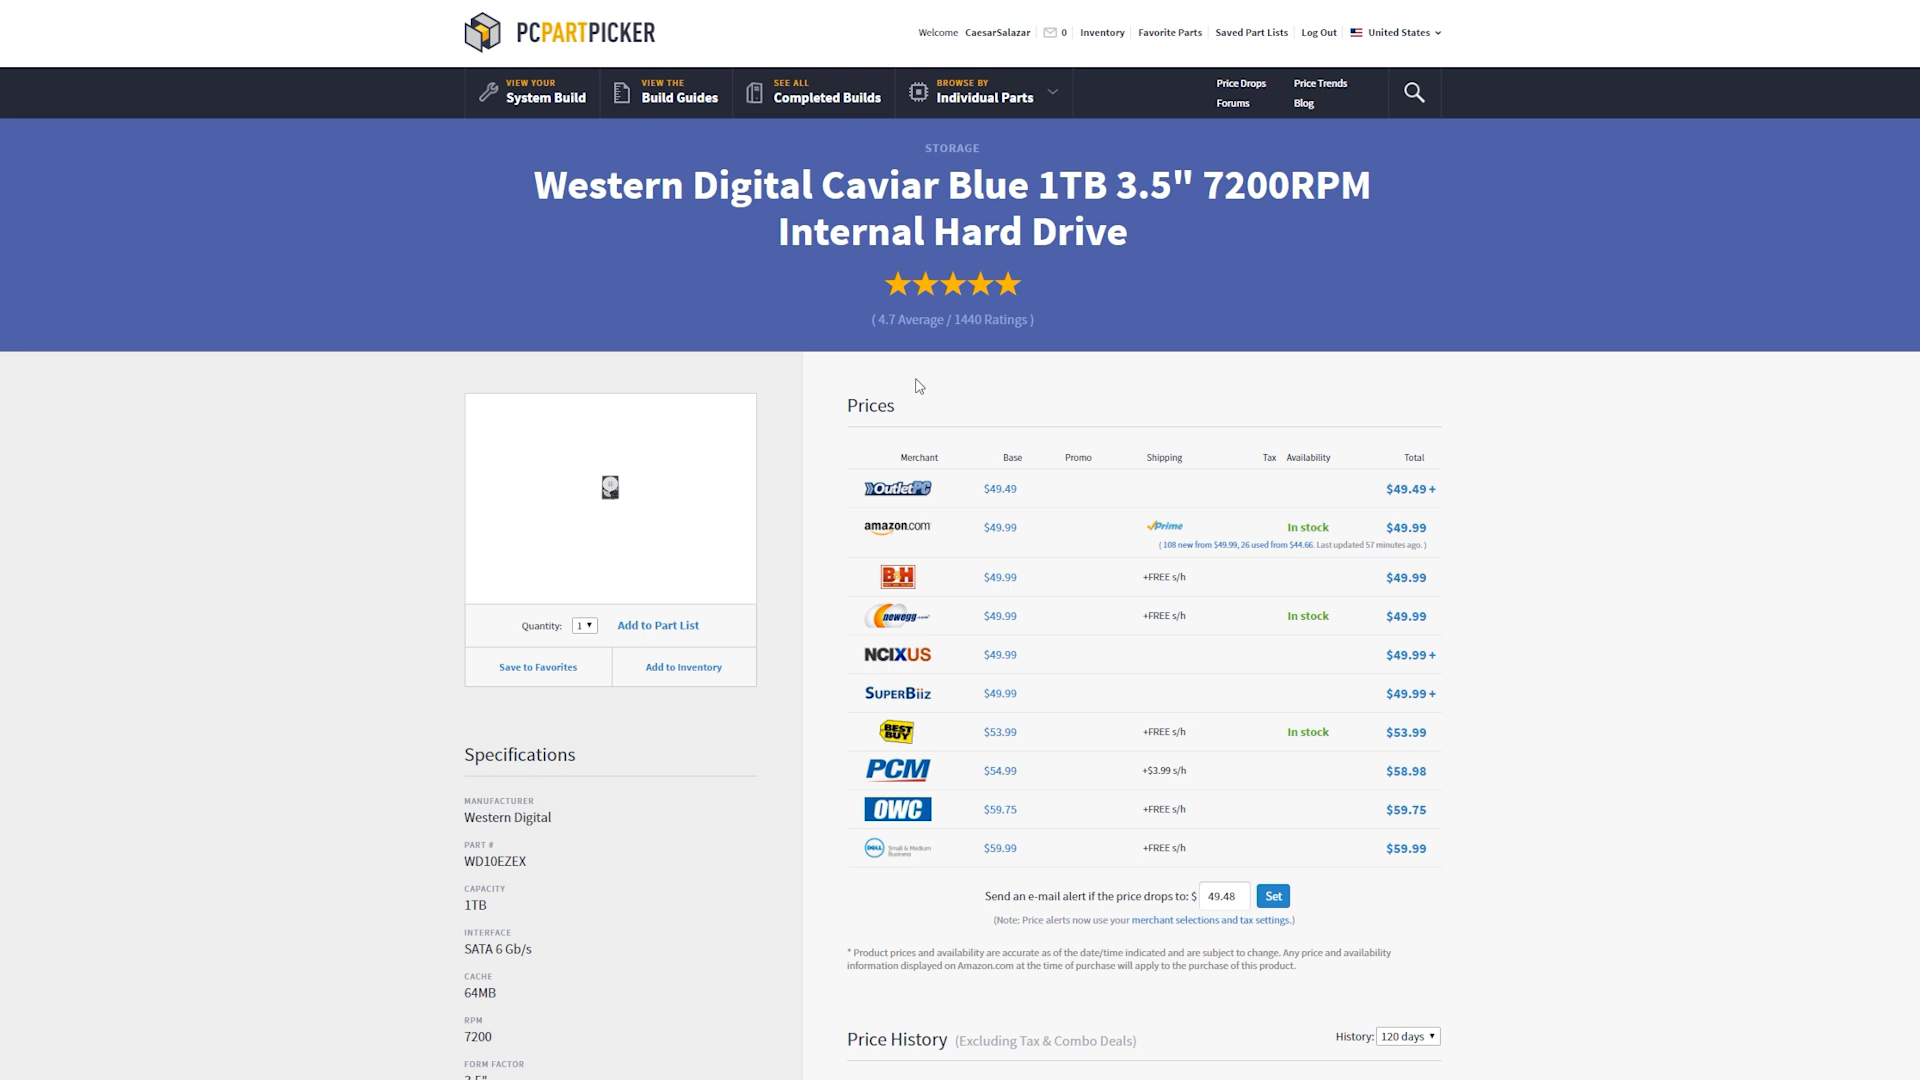 PCPARTPICKER
Welcome CaesarSalazar 0 Inventory Favorite Parts Saved Part Lists Log Out United States
VIEW YOUR
System Build
VIEW THE
Build Guides
SEE ALL
Completed Builds
BROWSE BY
Individual Parts
Price Drops Price Trends
Forums Blog
STORAGE
Western Digital Caviar Blue 1TB 3.5" 7200RPM
Internal Hard Drive
( 4.7 Average / 1440 Ratings )
Quantity: 1 Add to Part List
Save to Favorites Add to Inventory
Specifications
MANUFACTURER
Western Digital
PART #
WD10EZEX
CAPACITY
1TB
INTERFACE
SATA 6 Gb/s
CACHE
64MB
RPM
7200
FORM FACTOR
3.5"
Prices
Merchant Base Promo Shipping Tax Availability Total
OutletPC $49.49 $49.49 +
amazon.com $49.99 Prime In stock $49.99
( 108 new from $49.99, 26 used from $44.66. Last updated 57 minutes ago. )
B&H $49.99 +FREE s/h $49.99
newegg.com $49.99 +FREE s/h In stock $49.99
NCIXUS $49.99 $49.99 +
SUPERBiiz $49.99 $49.99 +
BEST BUY $53.99 +FREE s/h In stock $53.99
PCM $54.99 +$3.99 s/h $58.98
OWC $59.75 +FREE s/h $59.75
DELL Small & Medium Business $59.99 +FREE s/h $59.99
Send an e-mail alert if the price drops to: $ 49.48 Set
(Note: Price alerts now use your merchant selections and tax settings.)
* Product prices and availability are accurate as of the date/time indicated and are subject to change. Any price and availability
information displayed on Amazon.com at the time of purchase will apply to the purchase of this product.
Price History (Excluding Tax & Combo Deals) History: 120 days